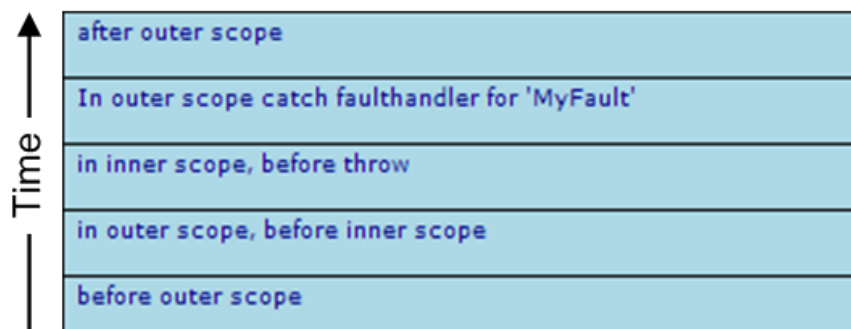 after outer scope
In outer scope catch faulthandler for 'MyFault'
in inner scope, before throw
in outer scope, before inner scope
before outer scope
Time